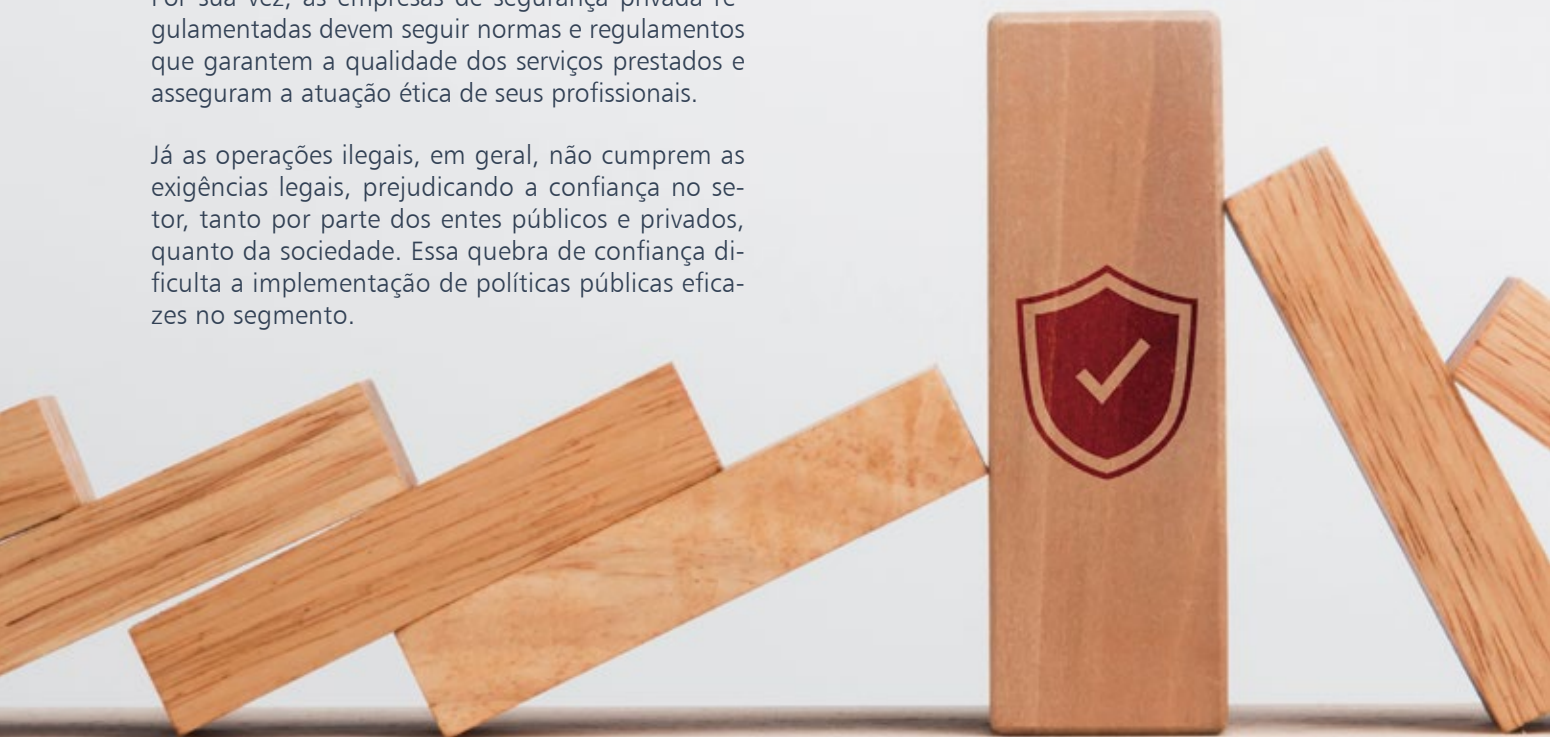 Por sua vez, as empresas de segurança privada re-
gulamentadas devem seguir normas e regulamentos
que garantem a qualidade dos serviços prestados e
asseguram a atuação ética de seus profissionais.
Já as operações ilegais, em geral, não cumprem as
exigências legais, prejudicando a confiança no se-
tor, tanto por parte dos entes públicos e privados,
quanto da sociedade. Essa quebra de confiança di-
ficulta a implementação de políticas públicas efica-
zes no segmento.